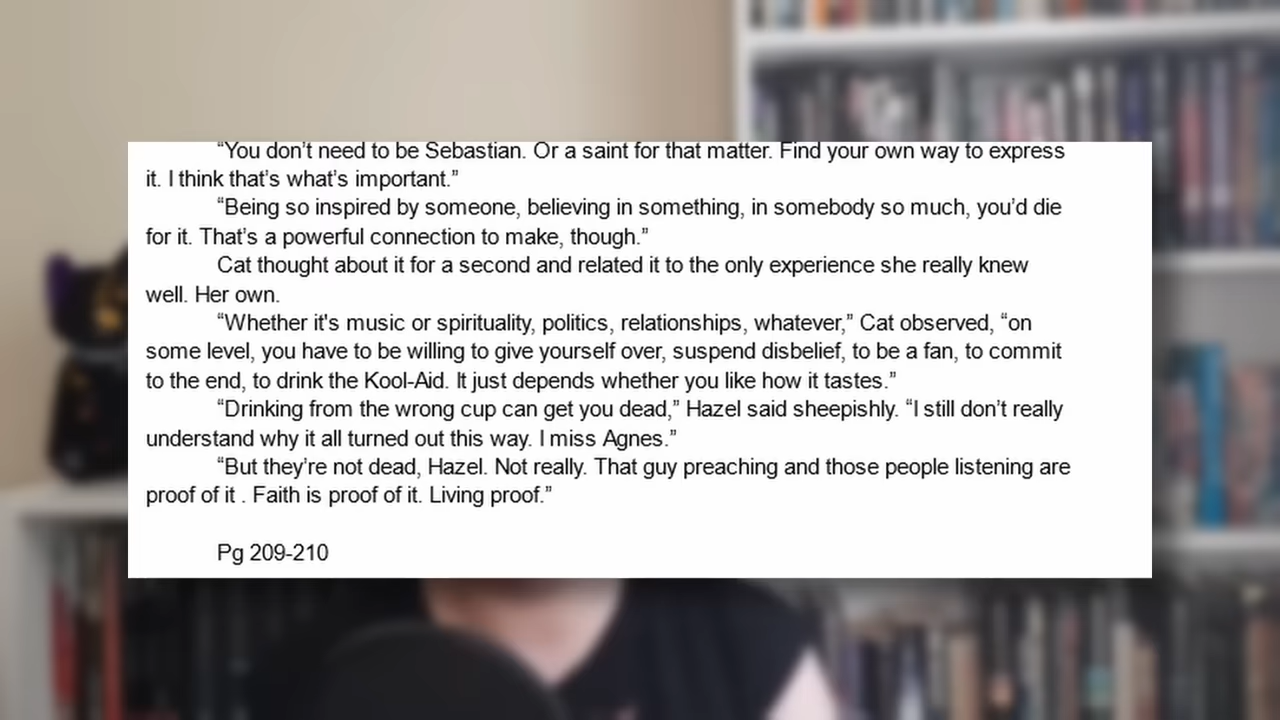 “You don’t need to be Sebastian. Or a saint for that matter. Find your own way to express
it. I think that’s what’s important.”
“Being so inspired by someone, believing in something, in somebody so much, you’d die
for it. That’s a powerful connection to make, though.”
Cat thought about it for a second and related it to the only experience she really knew
well. Her own.
“Whether it's music or spirituality, politics, relationships, whatever,” Cat observed, “on
some level, you have to be willing to give yourself over, suspend disbelief, to be a fan, to commit
to the end, to drink the Kool-Aid. It just depends whether you like how it tastes.”
“Drinking from the wrong cup can get you dead,” Hazel said sheepishly. “I still don’t really
understand why it all turned out this way. I miss Agnes.”
“But they’re not dead, Hazel. Not really. That guy preaching and those people listening are
proof of it . Faith is proof of it. Living proof.”
Pg 209-210